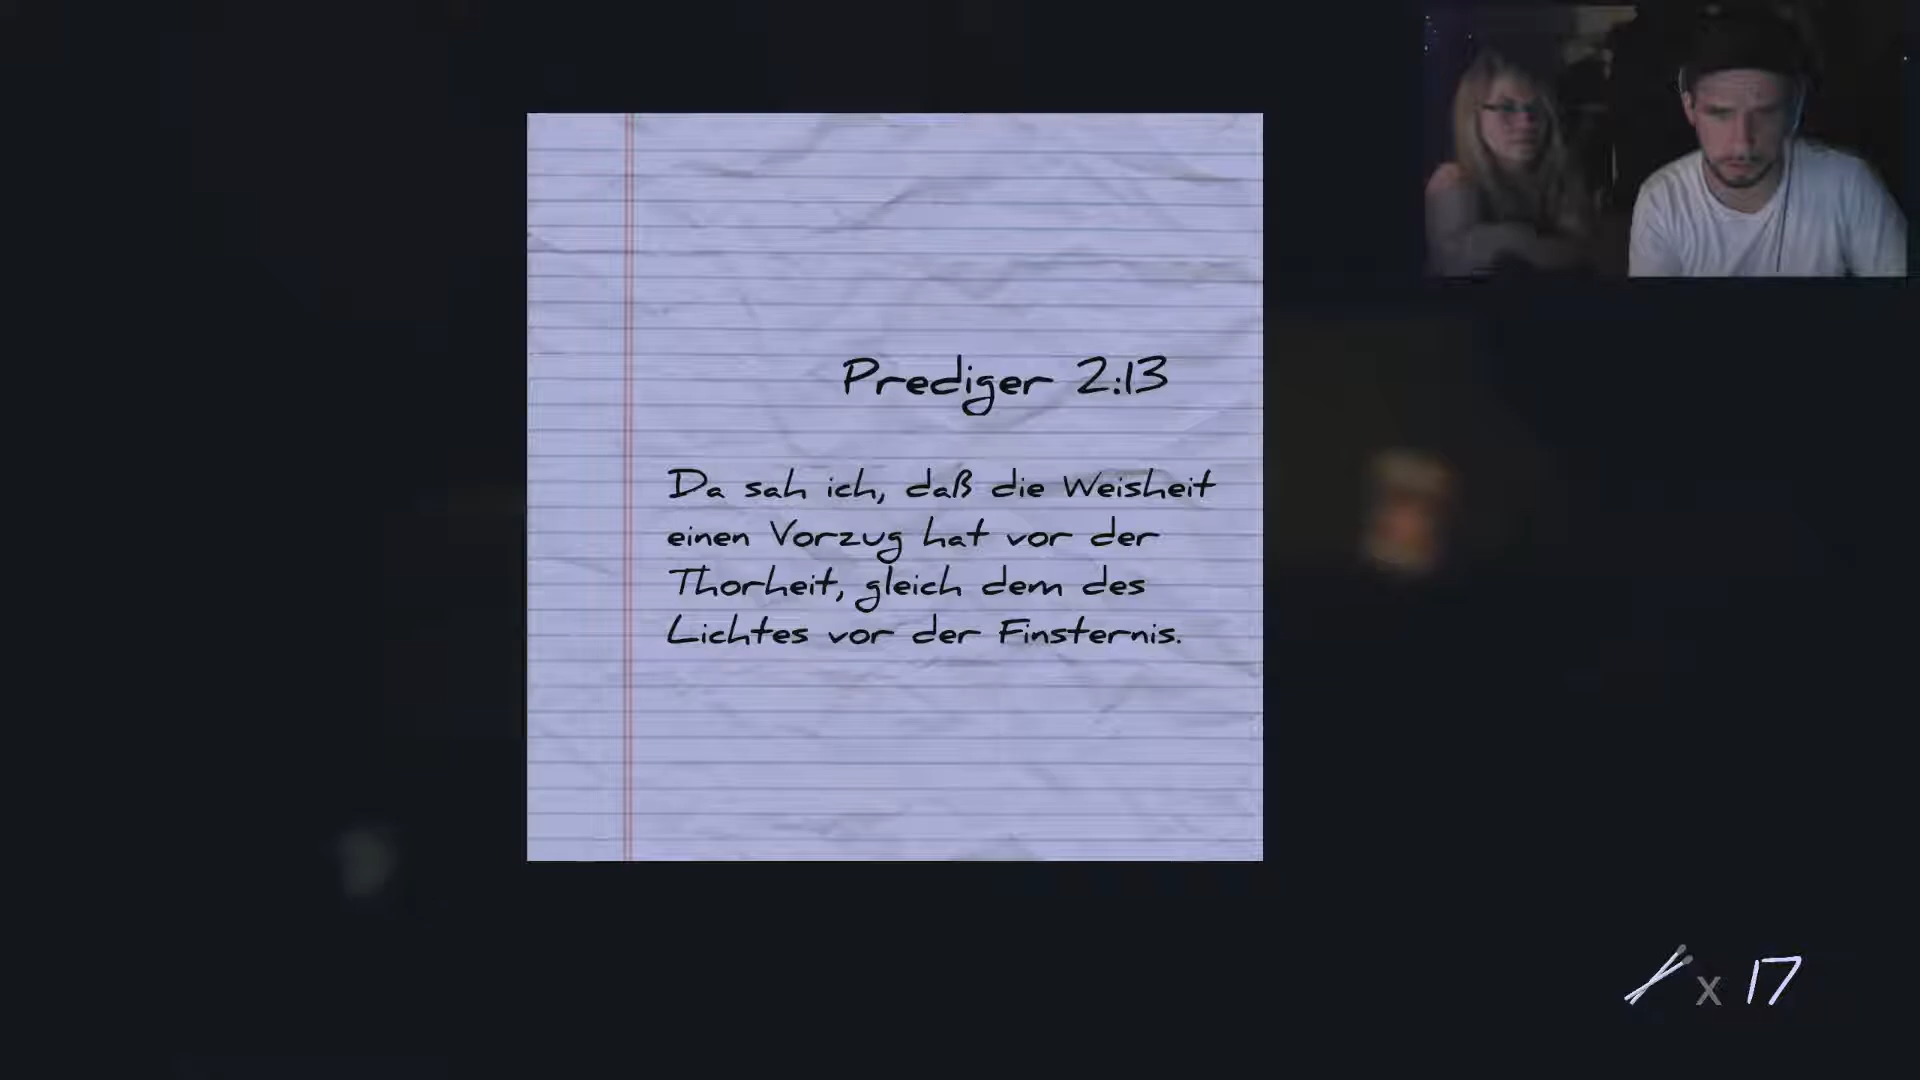 Prediger 2:13
Da sah ich, daß die Weisheit
einen Vorzug hat vor der
Thorheit, gleich dem des
Lichtes vor der Finsternis.
x 17